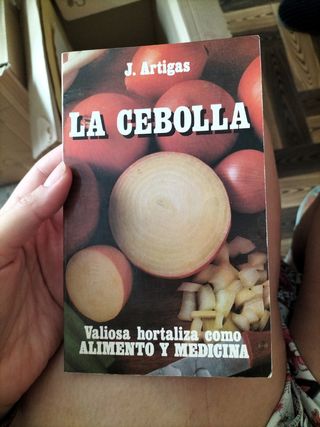 J. Artigas
LA CEBOLLA
Valiosa hortaliza como
ALIMENTO Y MEDICINA